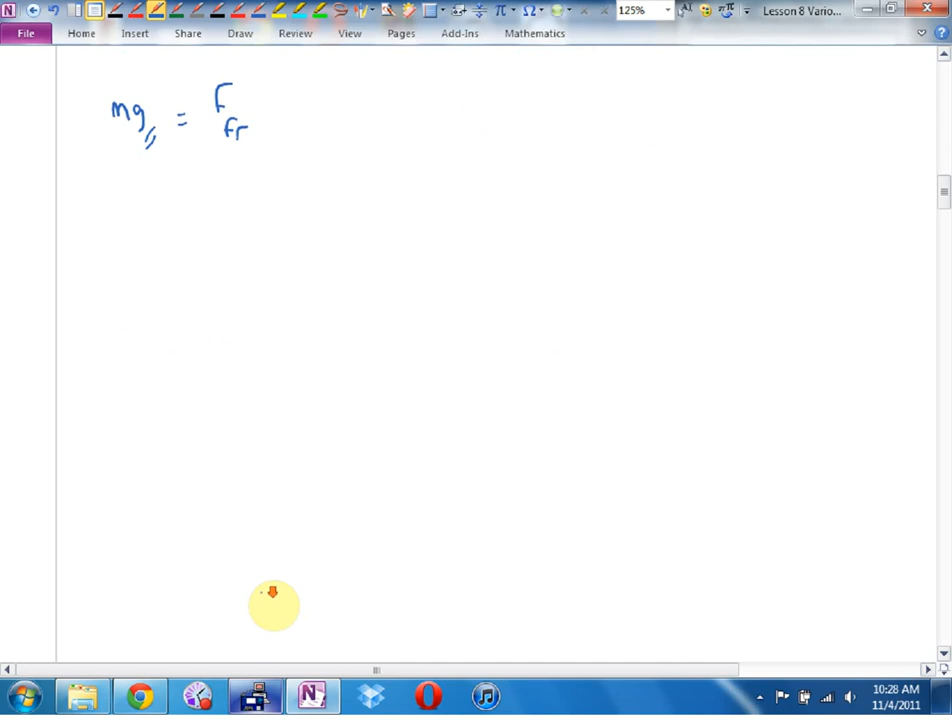 125% Lesson 8 Vario...
File Home Insert Share Draw Review View Pages Add-Ins Mathematics
mg// = F fr
10:28 AM
11/4/2011